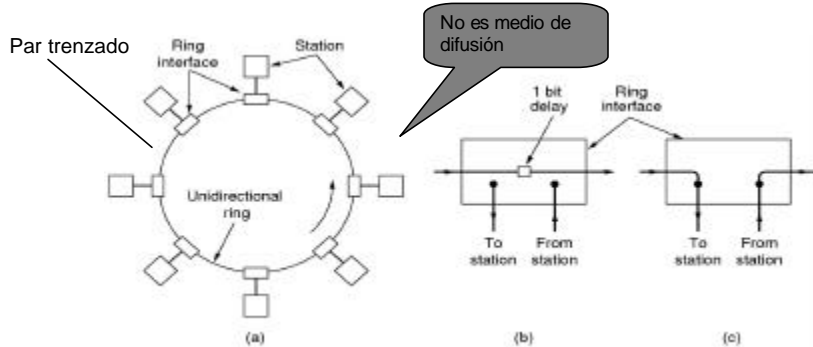 No es medio de
difusión
Par trenzado
Ring
interface
Station
Unidirectional
ring
(a)
1 bit
delay
Ring
interface
To
station
From
station
(b)
To
station
From
station
(c)